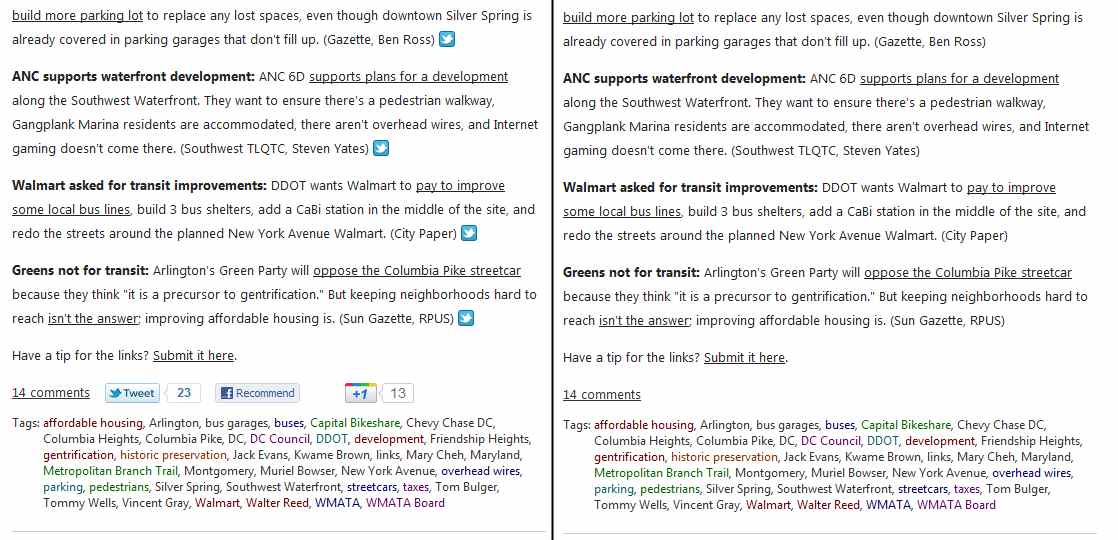 build more parking lot to replace any lost spaces, even though downtown Silver Spring is
already covered in parking garages that don't fill up. (Gazette, Ben Ross)
ANC supports waterfront development: ANC 6D supports plans for a development
along the Southwest Waterfront. They want to ensure there's a pedestrian walkway,
Gangplank Marina residents are accommodated, there aren't overhead wires, and Internet
gaming doesn't come there. (Southwest TLQTC, Steven Yates)
Walmart asked for transit improvements: DDOT wants Walmart to pay to improve
some local bus lines, build 3 bus shelters, add a CaBi station in the middle of the site, and
redo the streets around the planned New York Avenue Walmart. (City Paper)
Greens not for transit: Arlington's Green Party will oppose the Columbia Pike streetcar
because they think "it is a precursor to gentrification." But keeping neighborhoods hard to
reach isn't the answer; improving affordable housing is. (Sun Gazette, RPUS)
Have a tip for the links? Submit it here.
14 comments Tweet 23 Recommend +1 13
Tags: affordable housing, Arlington, bus garages, buses, Capital Bikeshare, Chevy Chase DC,
Columbia Heights, Columbia Pike, DC, DC Council, DDOT, development, Friendship Heights,
gentrification, historic preservation, Jack Evans, Kwame Brown, links, Mary Cheh, Maryland,
Metropolitan Branch Trail, Montgomery, Muriel Bowser, New York Avenue, overhead wires,
parking, pedestrians, Silver Spring, Southwest Waterfront, streetcars, taxes, Tom Bulger,
Tommy Wells, Vincent Gray, Walmart, Walter Reed, WMATA, WMATA Board
build more parking lot to replace any lost spaces, even though downtown Silver Spring is
already covered in parking garages that don't fill up. (Gazette, Ben Ross)
ANC supports waterfront development: ANC 6D supports plans for a development
along the Southwest Waterfront. They want to ensure there's a pedestrian walkway,
Gangplank Marina residents are accommodated, there aren't overhead wires, and Internet
gaming doesn't come there. (Southwest TLQTC, Steven Yates)
Walmart asked for transit improvements: DDOT wants Walmart to pay to improve
some local bus lines, build 3 bus shelters, add a CaBi station in the middle of the site, and
redo the streets around the planned New York Avenue Walmart. (City Paper)
Greens not for transit: Arlington's Green Party will oppose the Columbia Pike streetcar
because they think "it is a precursor to gentrification." But keeping neighborhoods hard to
reach isn't the answer; improving affordable housing is. (Sun Gazette, RPUS)
Have a tip for the links? Submit it here.
14 comments
Tags: affordable housing, Arlington, bus garages, buses, Capital Bikeshare, Chevy Chase DC,
Columbia Heights, Columbia Pike, DC, DC Council, DDOT, development, Friendship Heights,
gentrification, historic preservation, Jack Evans, Kwame Brown, links, Mary Cheh, Maryland,
Metropolitan Branch Trail, Montgomery, Muriel Bowser, New York Avenue, overhead wires,
parking, pedestrians, Silver Spring, Southwest Waterfront, streetcars, taxes, Tom Bulger,
Tommy Wells, Vincent Gray, Walmart, Walter Reed, WMATA, WMATA Board